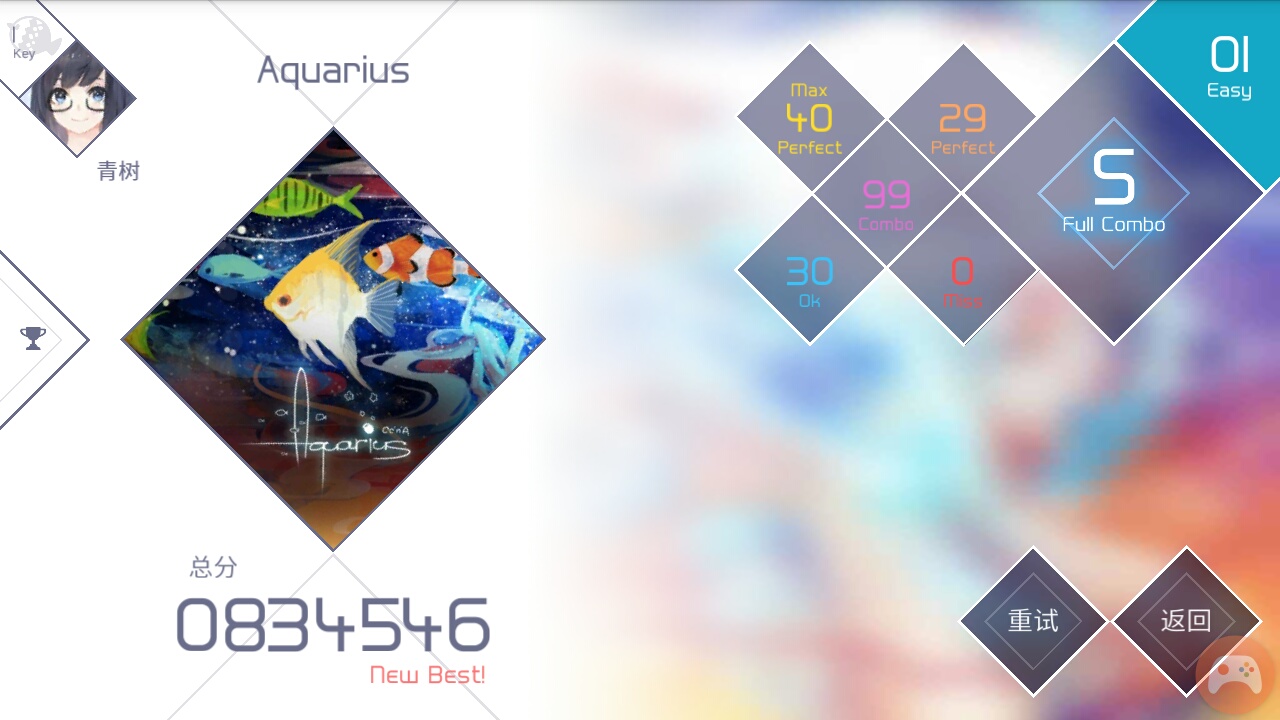 Key
青树
Aquarius
Aquarius
总分
0834546
New Best!
Max
40
Perfect
29
Perfect
99
Combo
30
Ok
0
Miss
S
Full Combo
01
Easy
重试
返回